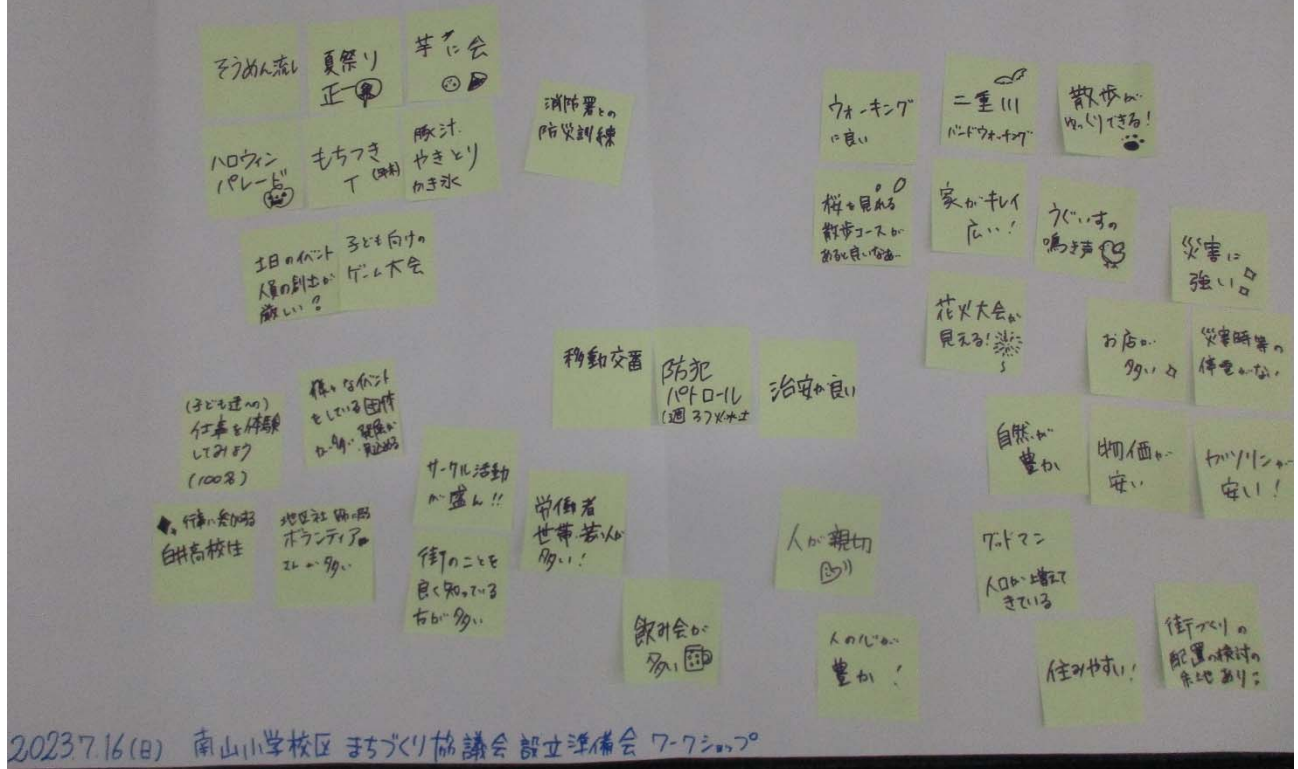 そうめん流し
夏祭り
芋に会
ハロウィン
パレード
もちつき
豚汁
やきとり
かき氷
消防署との
防災訓練
土日のイベント
人員の創出が
厳しい?
子ども向けの
ゲーム大会
ウォーキング
に良い
二重川
バードウォッチング
散歩が
ゆっくりできる!
桜を見れる
散歩コースが
あると良いなあ
家がキレイ
広い!
うぐいすの
鳴き声
災害に
強い
花火大会が
見える!
お店が
多い
災害時等の
停電がない
移動交番
防犯
パトロール
治安が良い
自然が
豊か
物価が
安い
ガソリンが
安い!
(子ども達への)
仕事を体験
してみよう
(100名)
様々なイベント
をしている団体
が多い
サークル活動
が盛ん!!
労働者
世帯・若い人が
多い!
行事に参加する
白井高校生
ボランティア
街のことを
良く知っている
方が多い
飲み会が
多い
人が親切
人の心が
豊か!
グッドマン
人口が増えて
きている
住みやすい!
街づくりの
配置の検討の
余地あり
2023.7.16(日) 南山小学校区 まちづくり協議会 設立準備会 ワークショップ